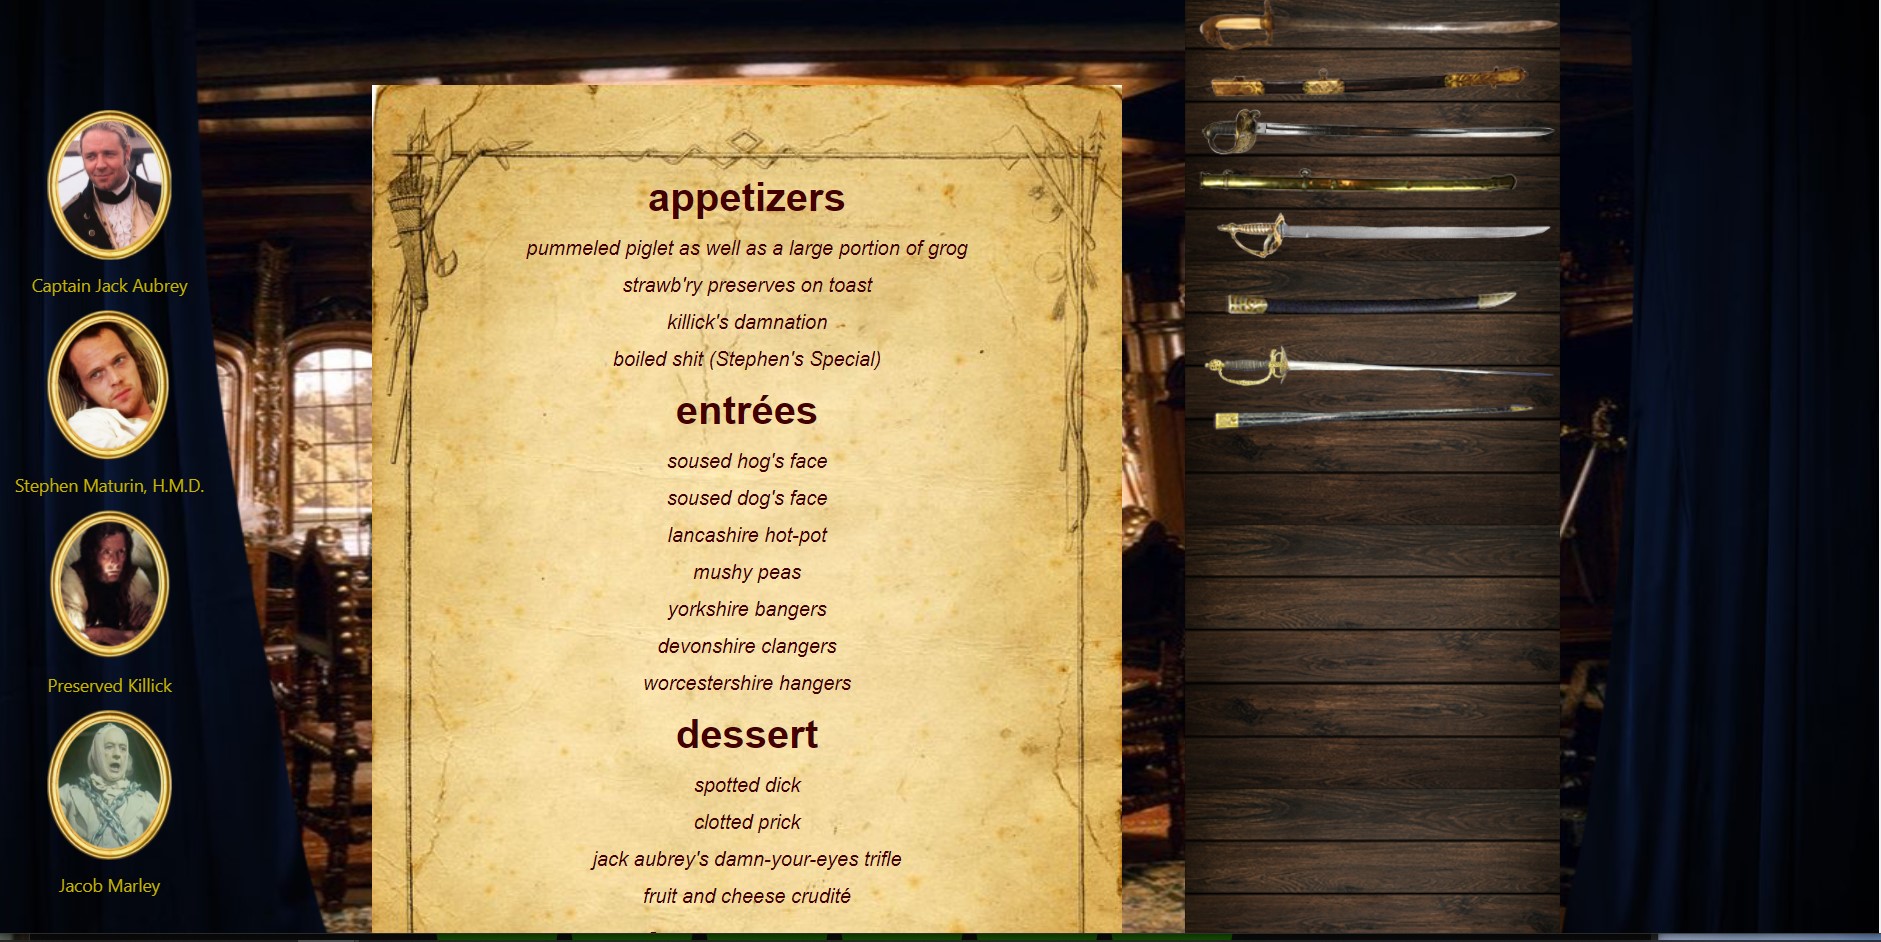 Captain Jack Aubrey
Stephen Maturin, H.M.D.
Preserved Killick
Jacob Marley
appetizers
pummeled piglet as well as a large portion of grog
strawb'ry preserves on toast
killick's damnation
boiled shit (Stephen's Special)
entrées
soused hog's face
soused dog's face
lancashire hot-pot
mushy peas
yorkshire bangers
devonshire clangers
worcestershire hangers
dessert
spotted dick
clotted prick
jack aubrey's damn-your-eyes trifle
fruit and cheese crudité